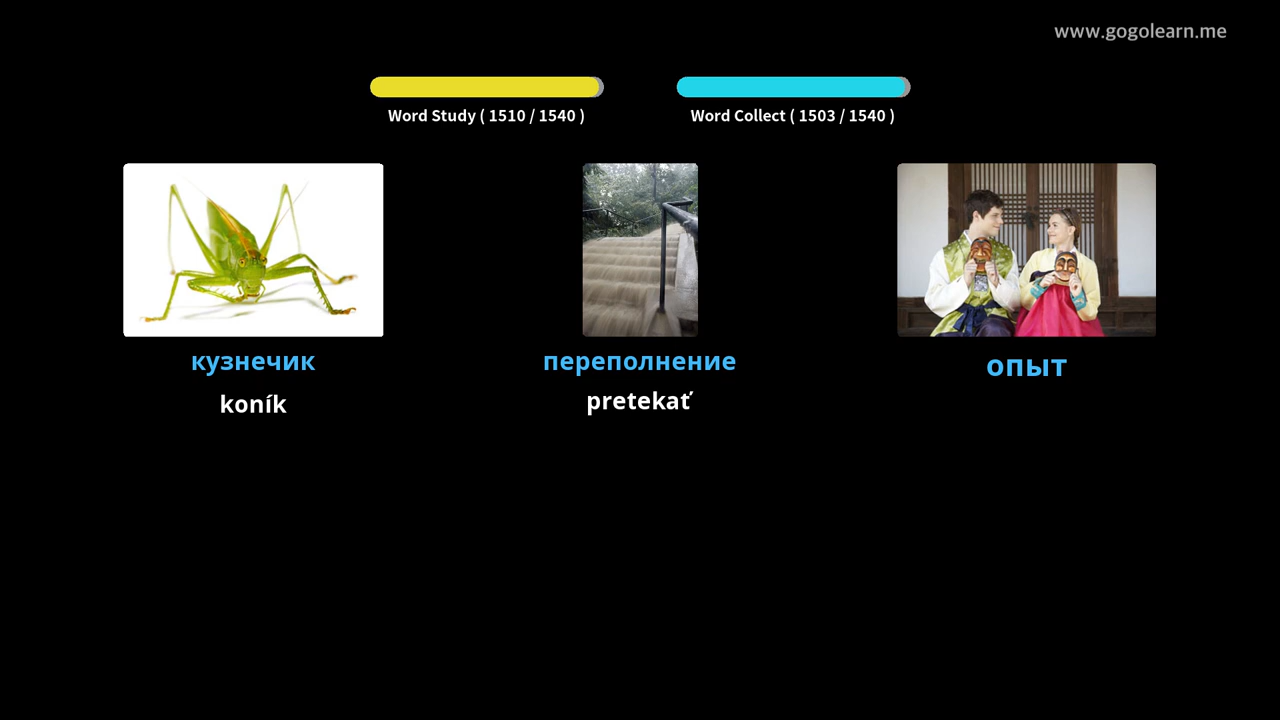 www.gogolearn.me
Word Study ( 1510 / 1540 )
Word Collect ( 1503 / 1540 )
кузнечик
переполнение
опыт
koník
pretekať